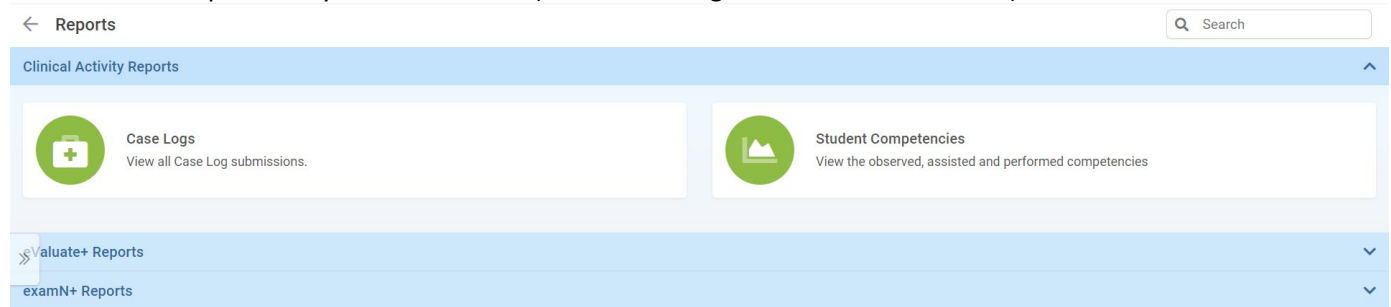 Reports
Search
Clinical Activity Reports
Case Logs
View all Case Log submissions.
Student Competencies
View the observed, assisted and performed competencies
eValuate+ Reports
examN+ Reports